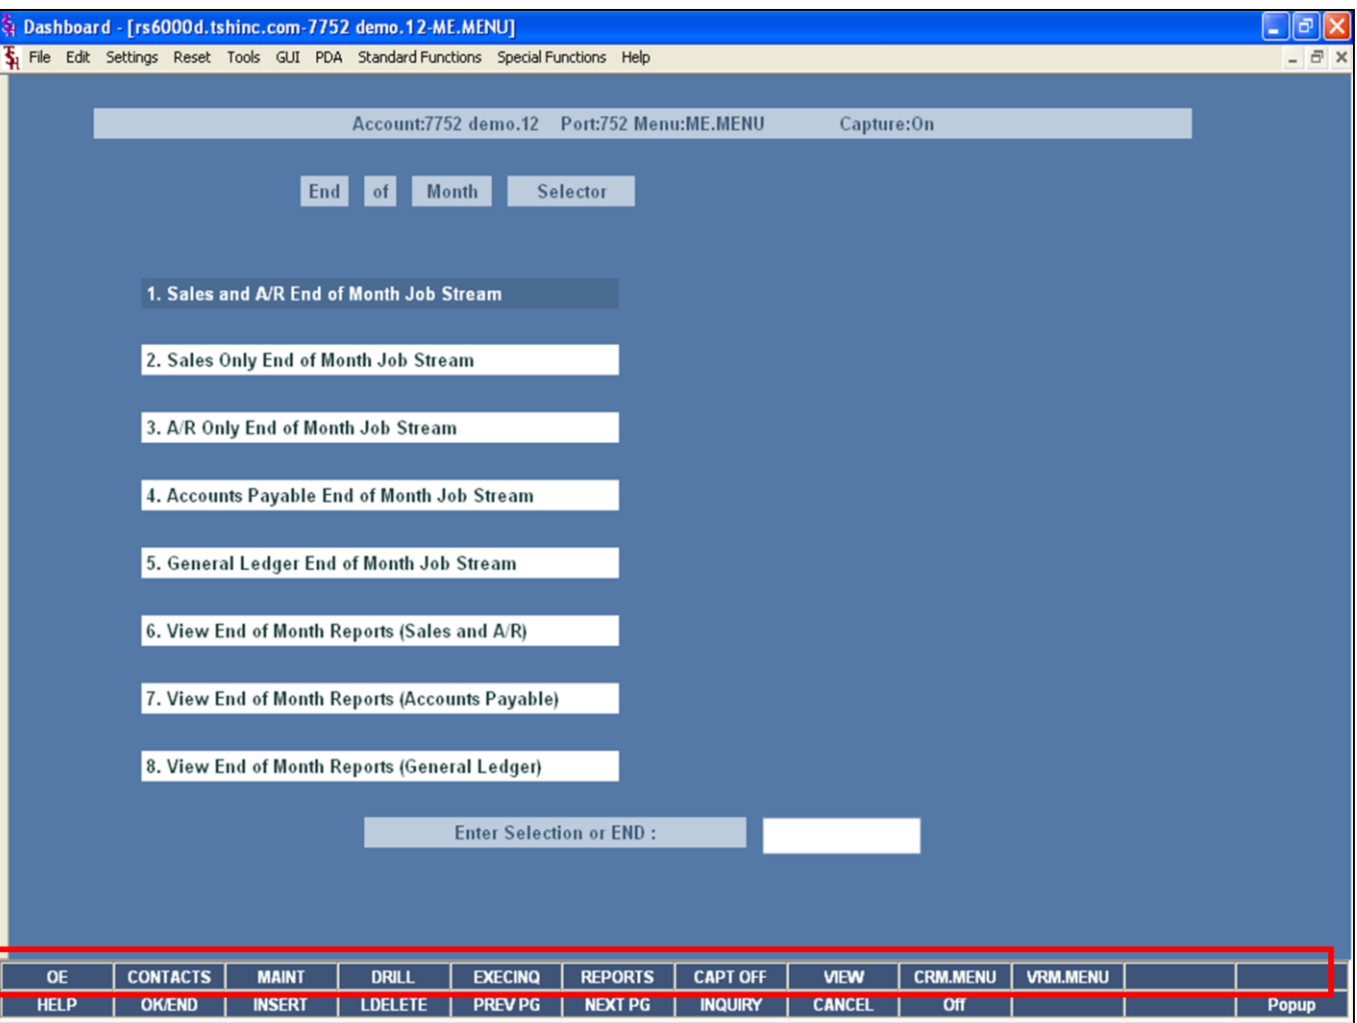 Dashboard - [rs6000d.tshinc.com-7752 demo.12-ME.MENU]
File Edit Settings Reset Tools GUI PDA Standard Functions Special Functions Help
Account:7752 demo.12 Port:752 Menu:ME.MENU Capture:On
End of Month Selector
1. Sales and A/R End of Month Job Stream
2. Sales Only End of Month Job Stream
3. A/R Only End of Month Job Stream
4. Accounts Payable End of Month Job Stream
5. General Ledger End of Month Job Stream
6. View End of Month Reports (Sales and A/R)
7. View End of Month Reports (Accounts Payable)
8. View End of Month Reports (General Ledger)
Enter Selection or END :
OE CONTACTS MAINT DRILL EXECINQ REPORTS CAPT OFF VIEW CRM.MENU VRM.MENU
HELP OK/END INSERT LDELETE PREV PG NEXT PG INQUIRY CANCEL Off Popup